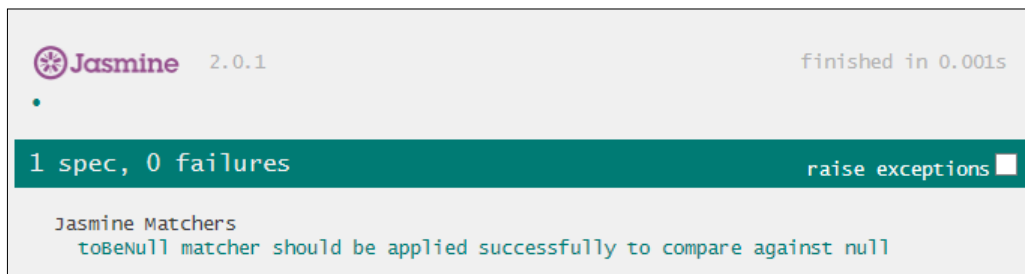 Jasmine 2.0.1 finished in 0.001s
1 spec, 0 failures raise exceptions
Jasmine Matchers
toBeNull matcher should be applied successfully to compare against null